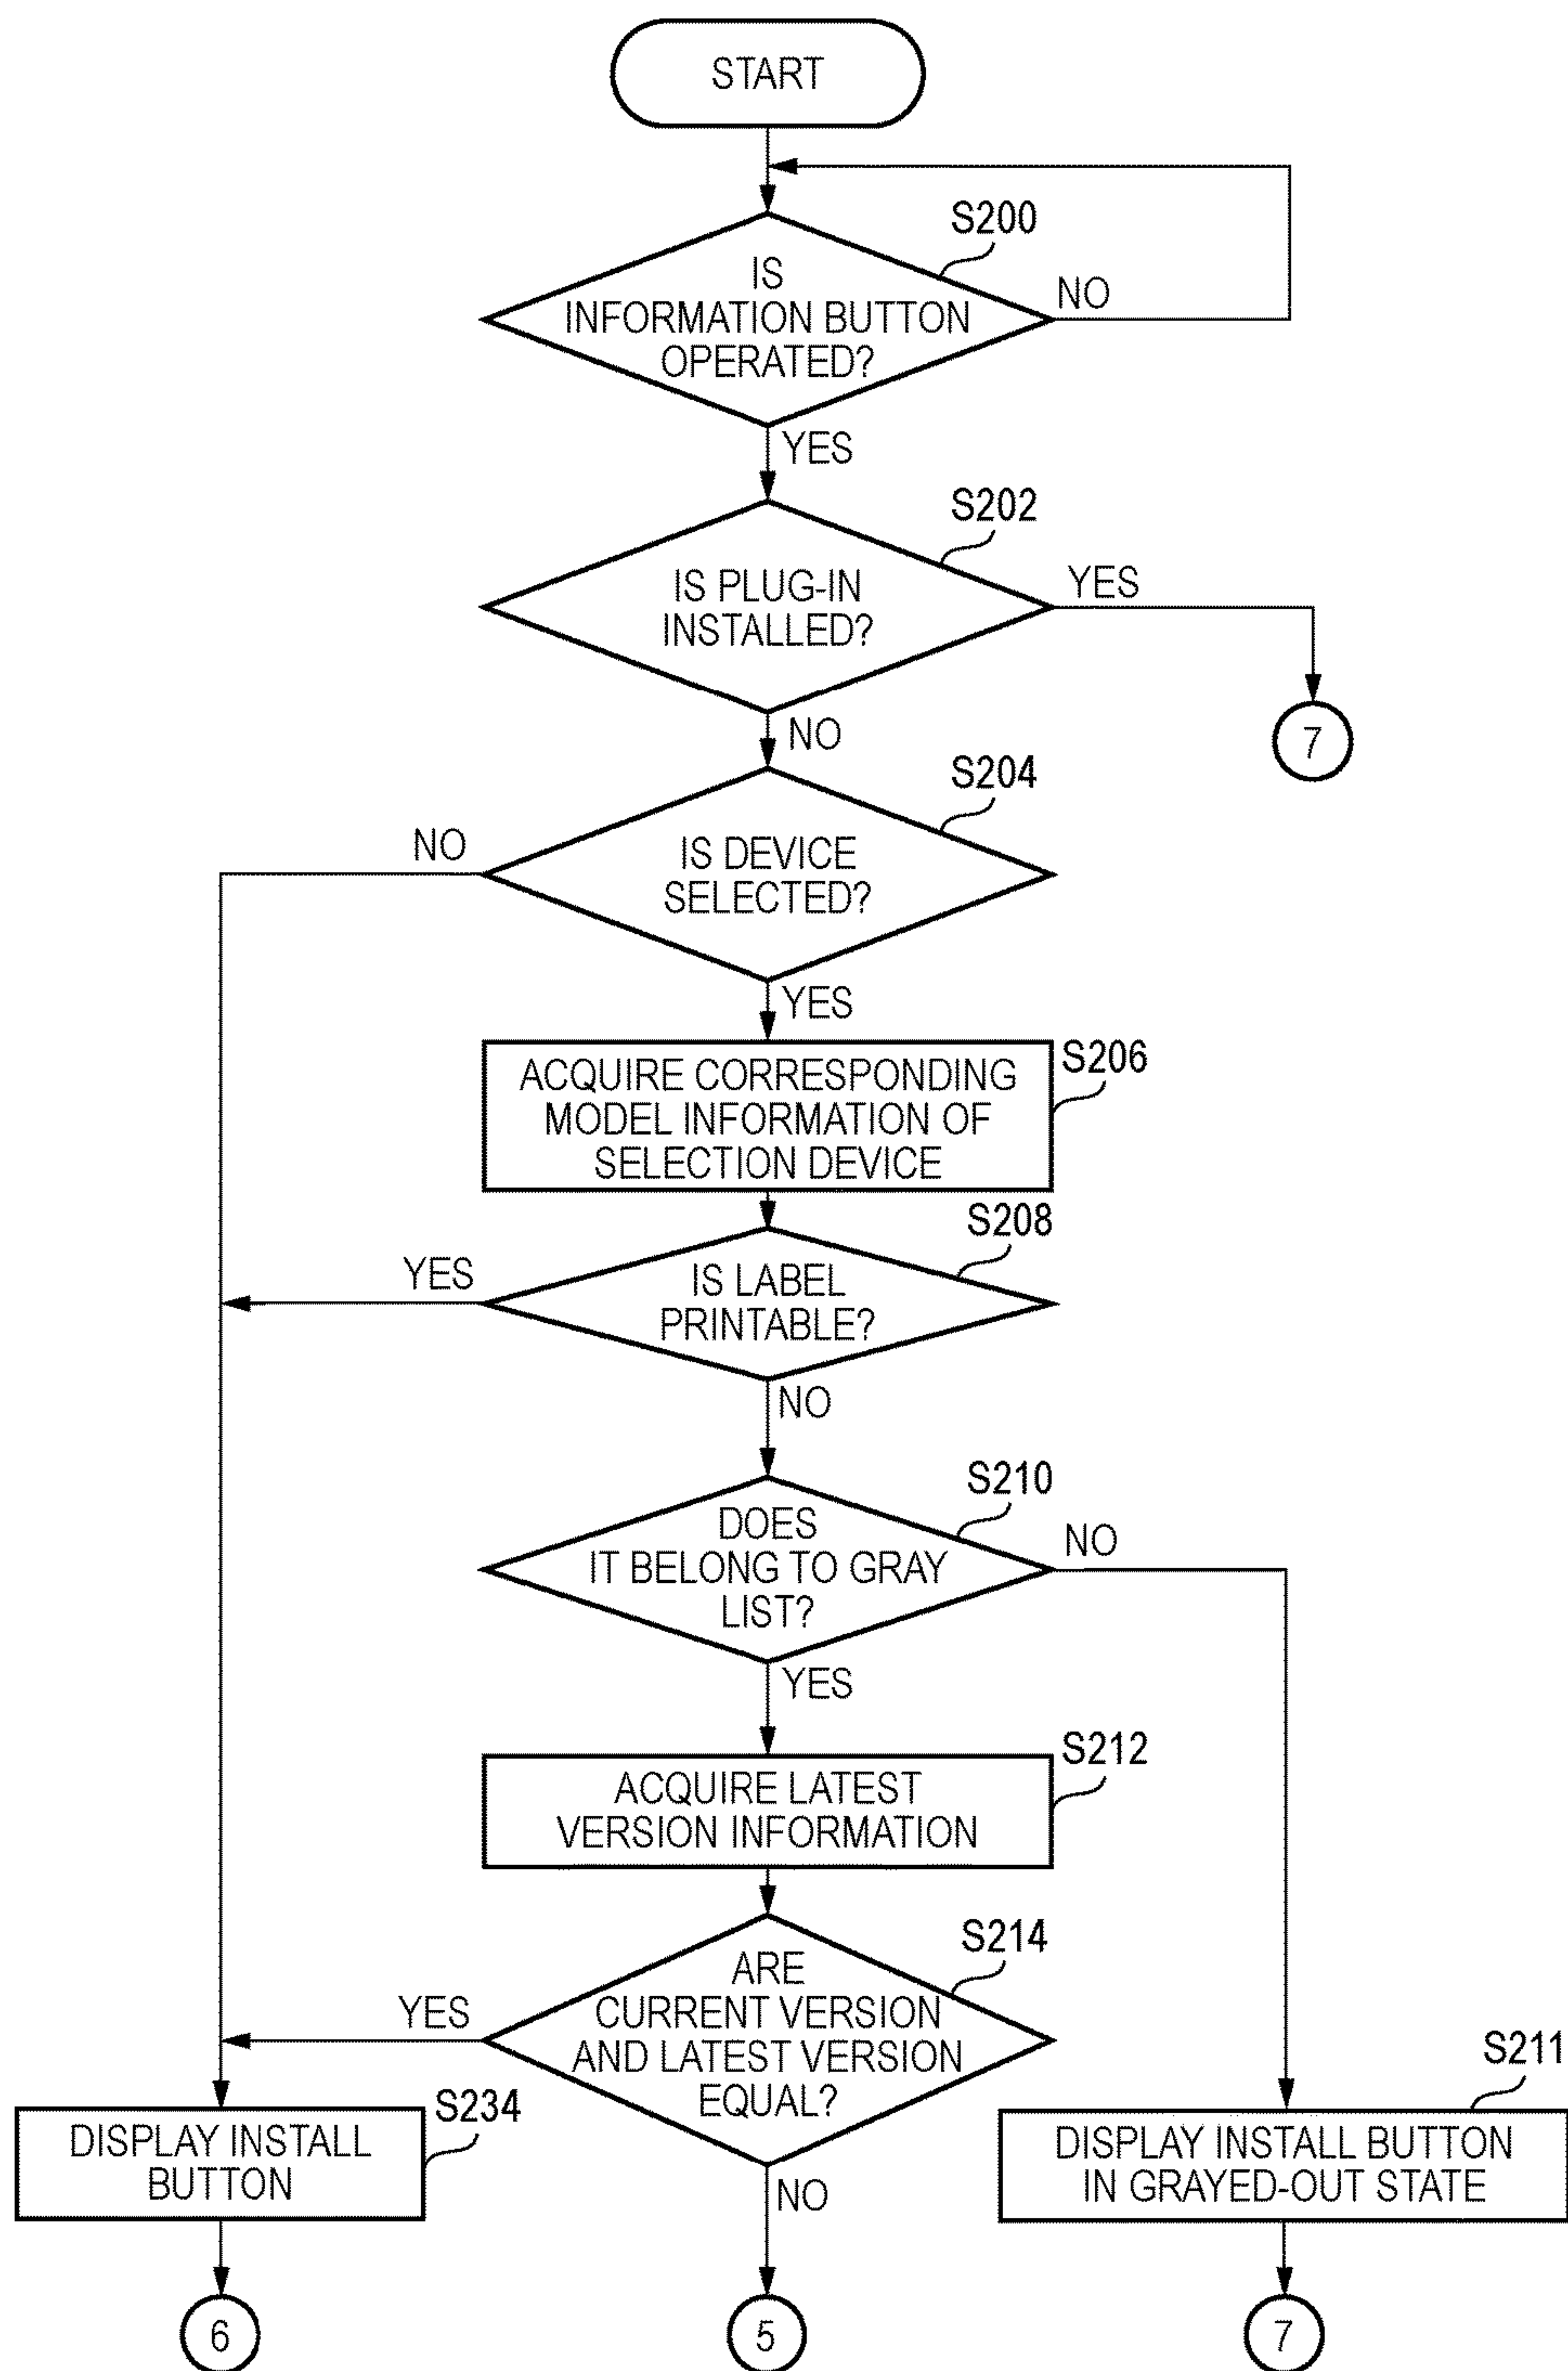 START
S200
IS
INFORMATION BUTTON
OPERATED?
NO
YES
S202
IS PLUG-IN
INSTALLED?
YES
7
NO
S204
NO
IS DEVICE
SELECTED?
YES
S206
ACQUIRE CORRESPONDING
MODEL INFORMATION OF
SELECTION DEVICE
S208
YES
IS LABEL
PRINTABLE?
NO
S210
DOES
IT BELONG TO GRAY
LIST?
NO
YES
S212
ACQUIRE LATEST
VERSION INFORMATION
S214
YES
ARE
CURRENT VERSION
AND LATEST VERSION
EQUAL?
S211
S234
DISPLAY INSTALL
BUTTON
NO
DISPLAY INSTALL BUTTON
IN GRAYED-OUT STATE
6
5
7